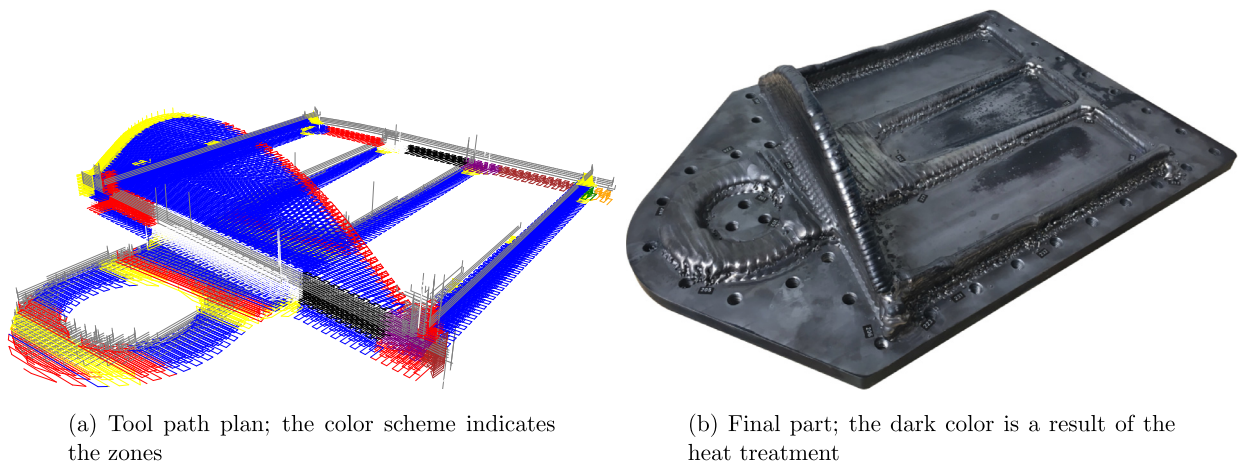 (a) Tool path plan; the color scheme indicates
the zones
(b) Final part; the dark color is a result of the
heat treatment